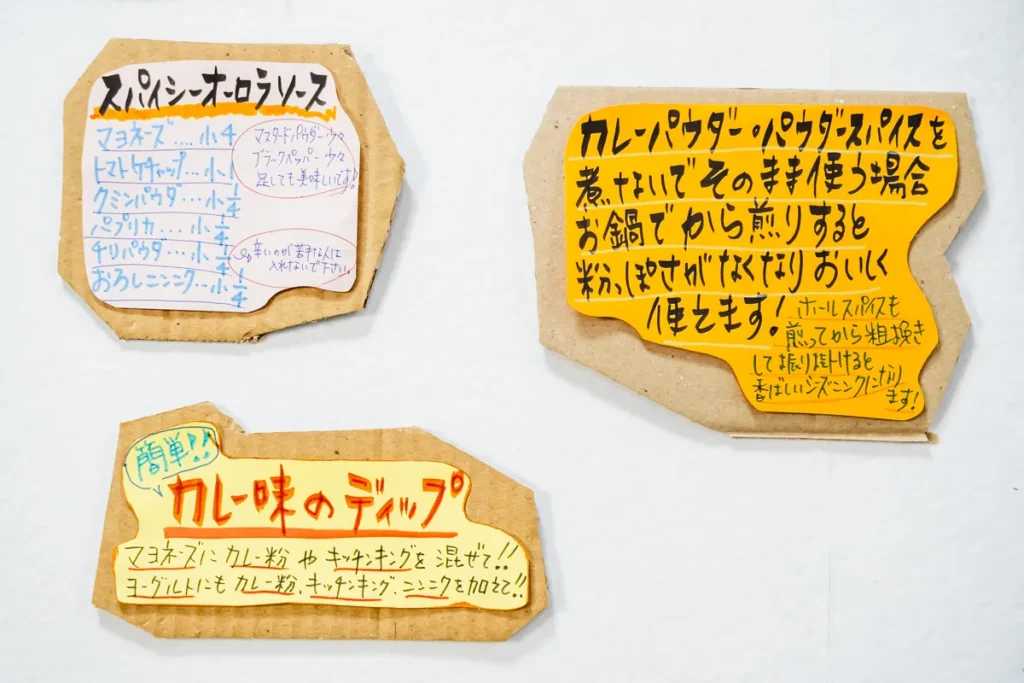 スパイシーオーロラソース
マヨネーズ....小4
トマトケチャップ...小1
クミンパウダ...小1/4
パプリカ....小1/4
チリパウダ...小1/4
おろしニンニク...小1/4
マスタードパウダー少々
ブラックペッパー少々
足しても美味しいです!
辛いのが苦手な人は
入れないで下さい。
カレーパウダー・パウダースパイスを
煮ないでそのまま使う場合
お鍋でから煎りすると
粉っぽさがなくなりおいしく
使えます!
ホールスパイスも
煎ってから粗挽き
して振り掛けると
香ばしいシズニングになり
ます!
簡単!!
カレー味のディップ
マヨネーズにカレー粉やキッチンキングを混ぜて!!
ヨーグルトにもカレー粉、キッチンキング、ニンニクを加えて!!